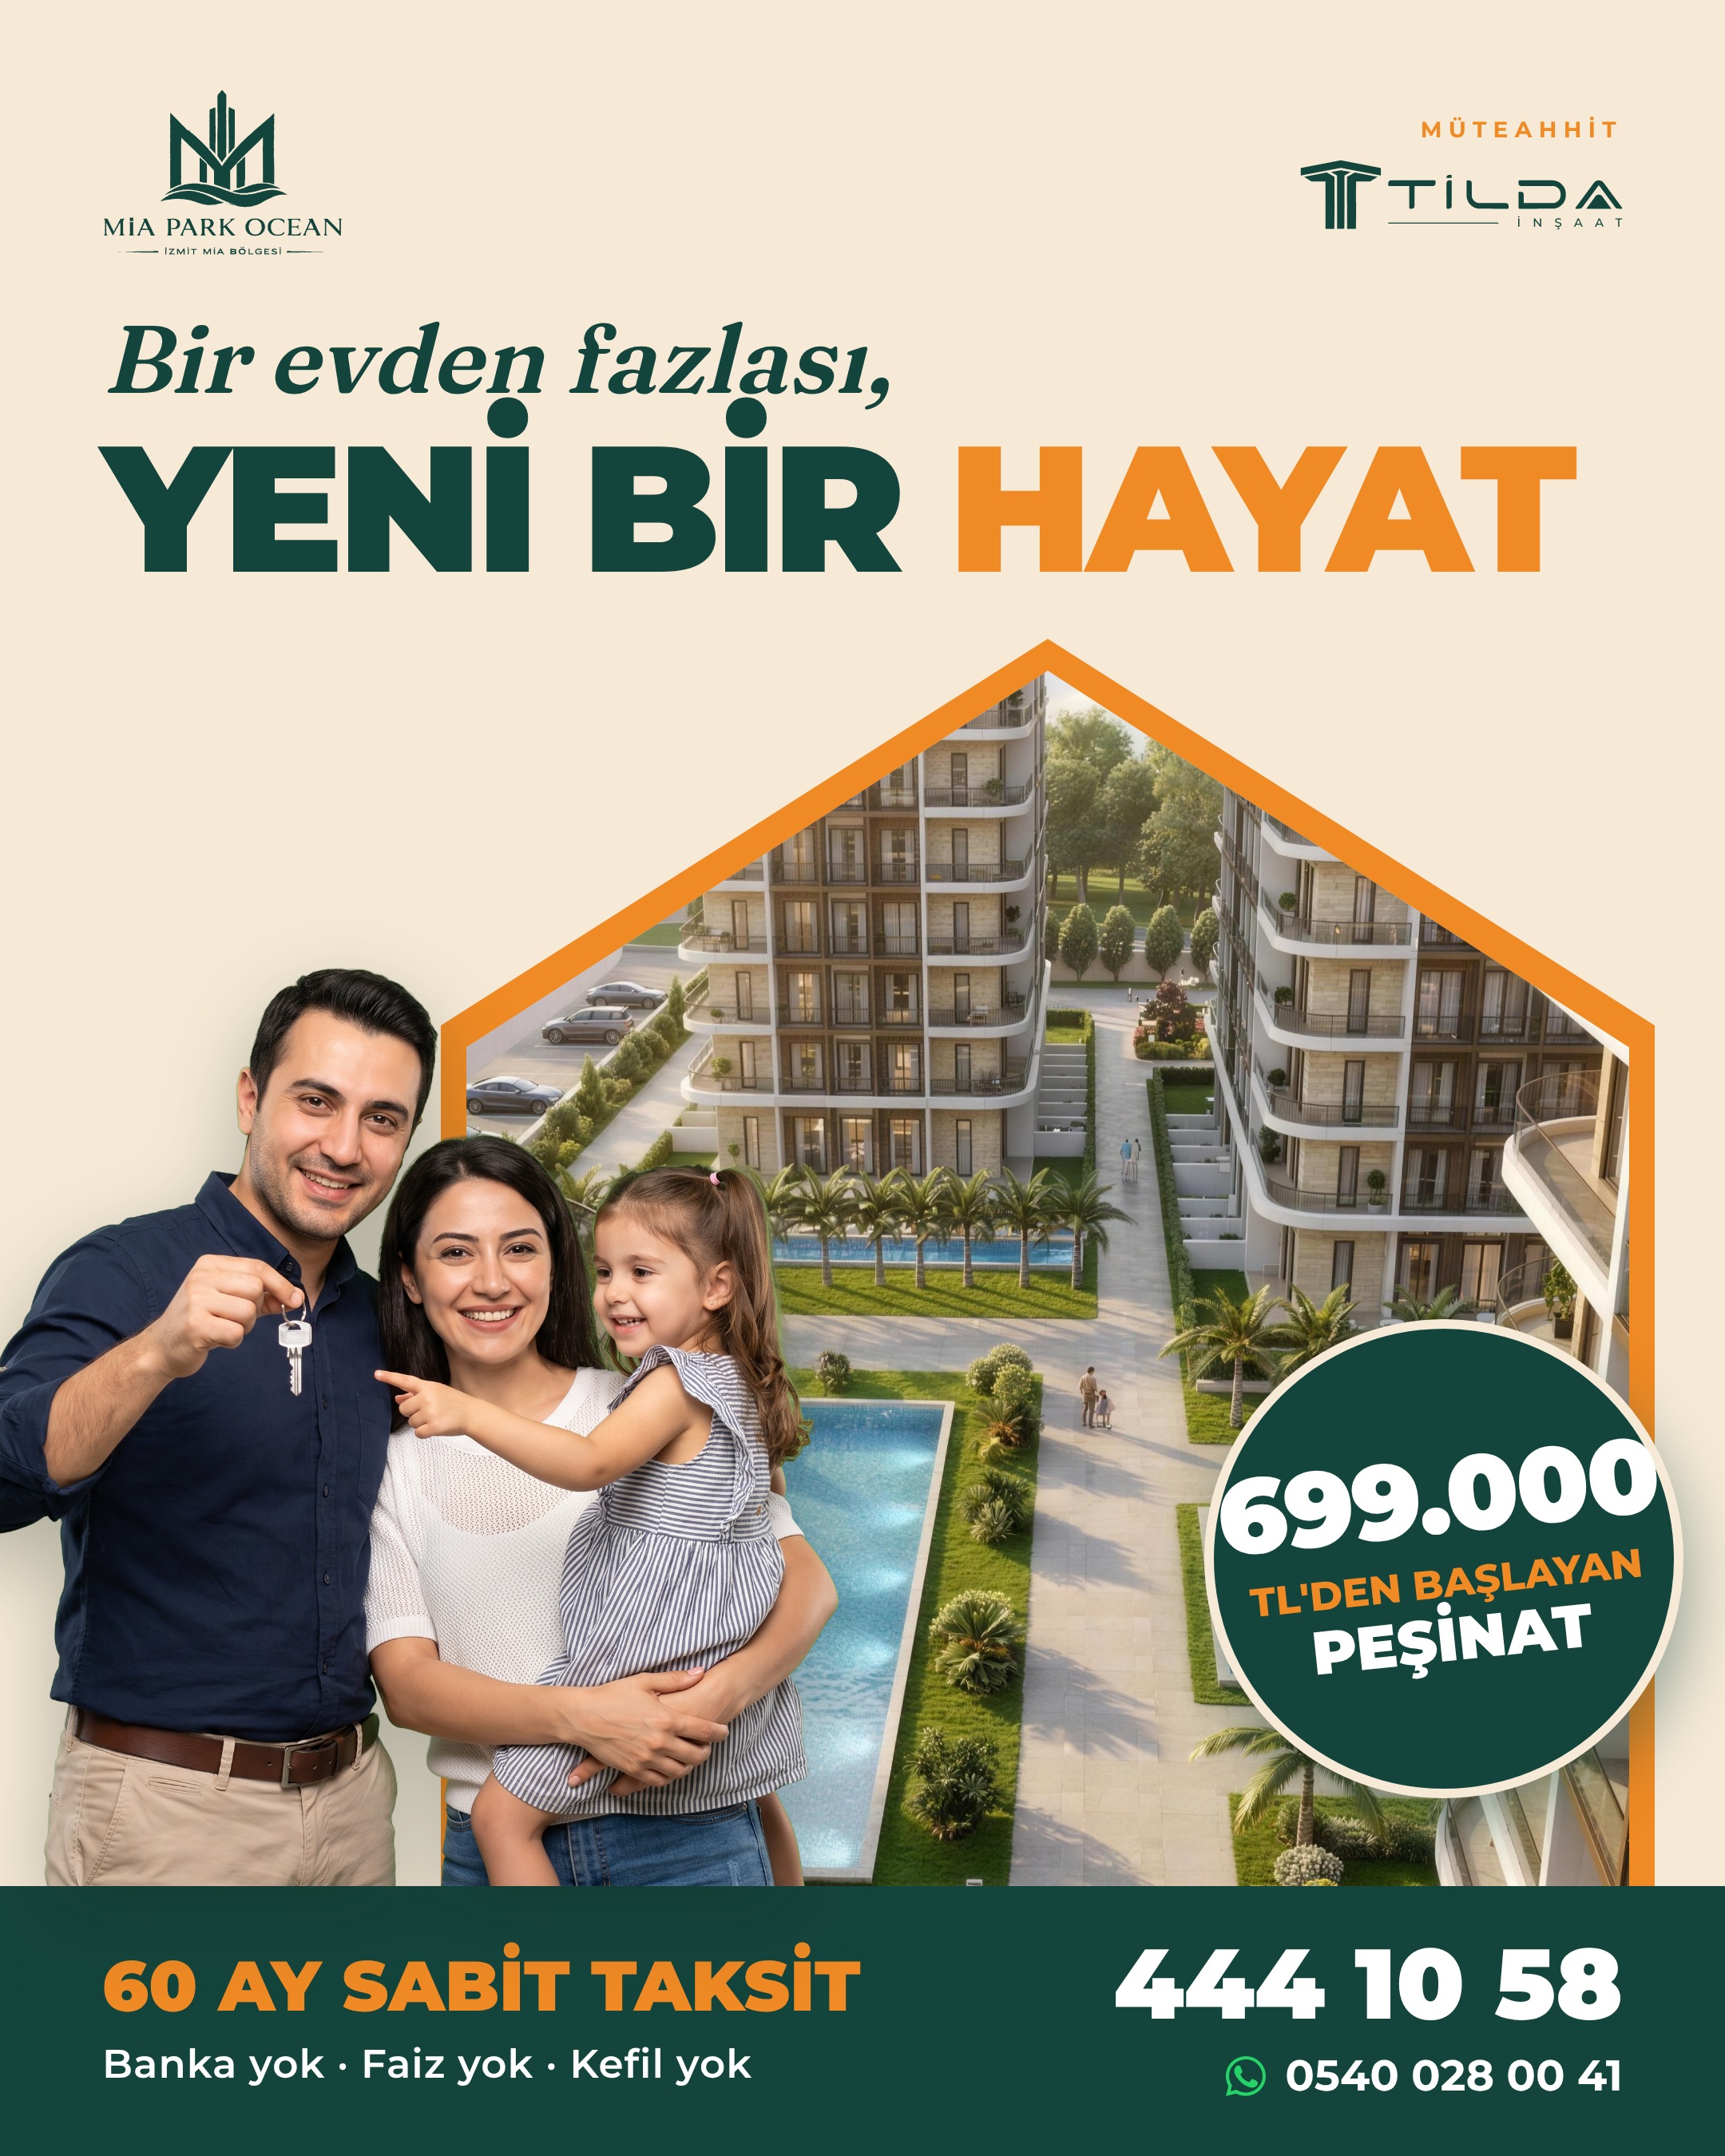 MİA PARK OCEAN
İZMİT MİA BÖLGESİ
MÜTEAHHİT
TİLDA
İNŞAAT
Bir evden fazlası,
YENİ BİR HAYAT
699.000
TL'DEN BAŞLAYAN
PEŞİNAT
60 AY SABİT TAKSİT
Banka yok · Faiz yok · Kefil yok
444 10 58
0540 028 00 41